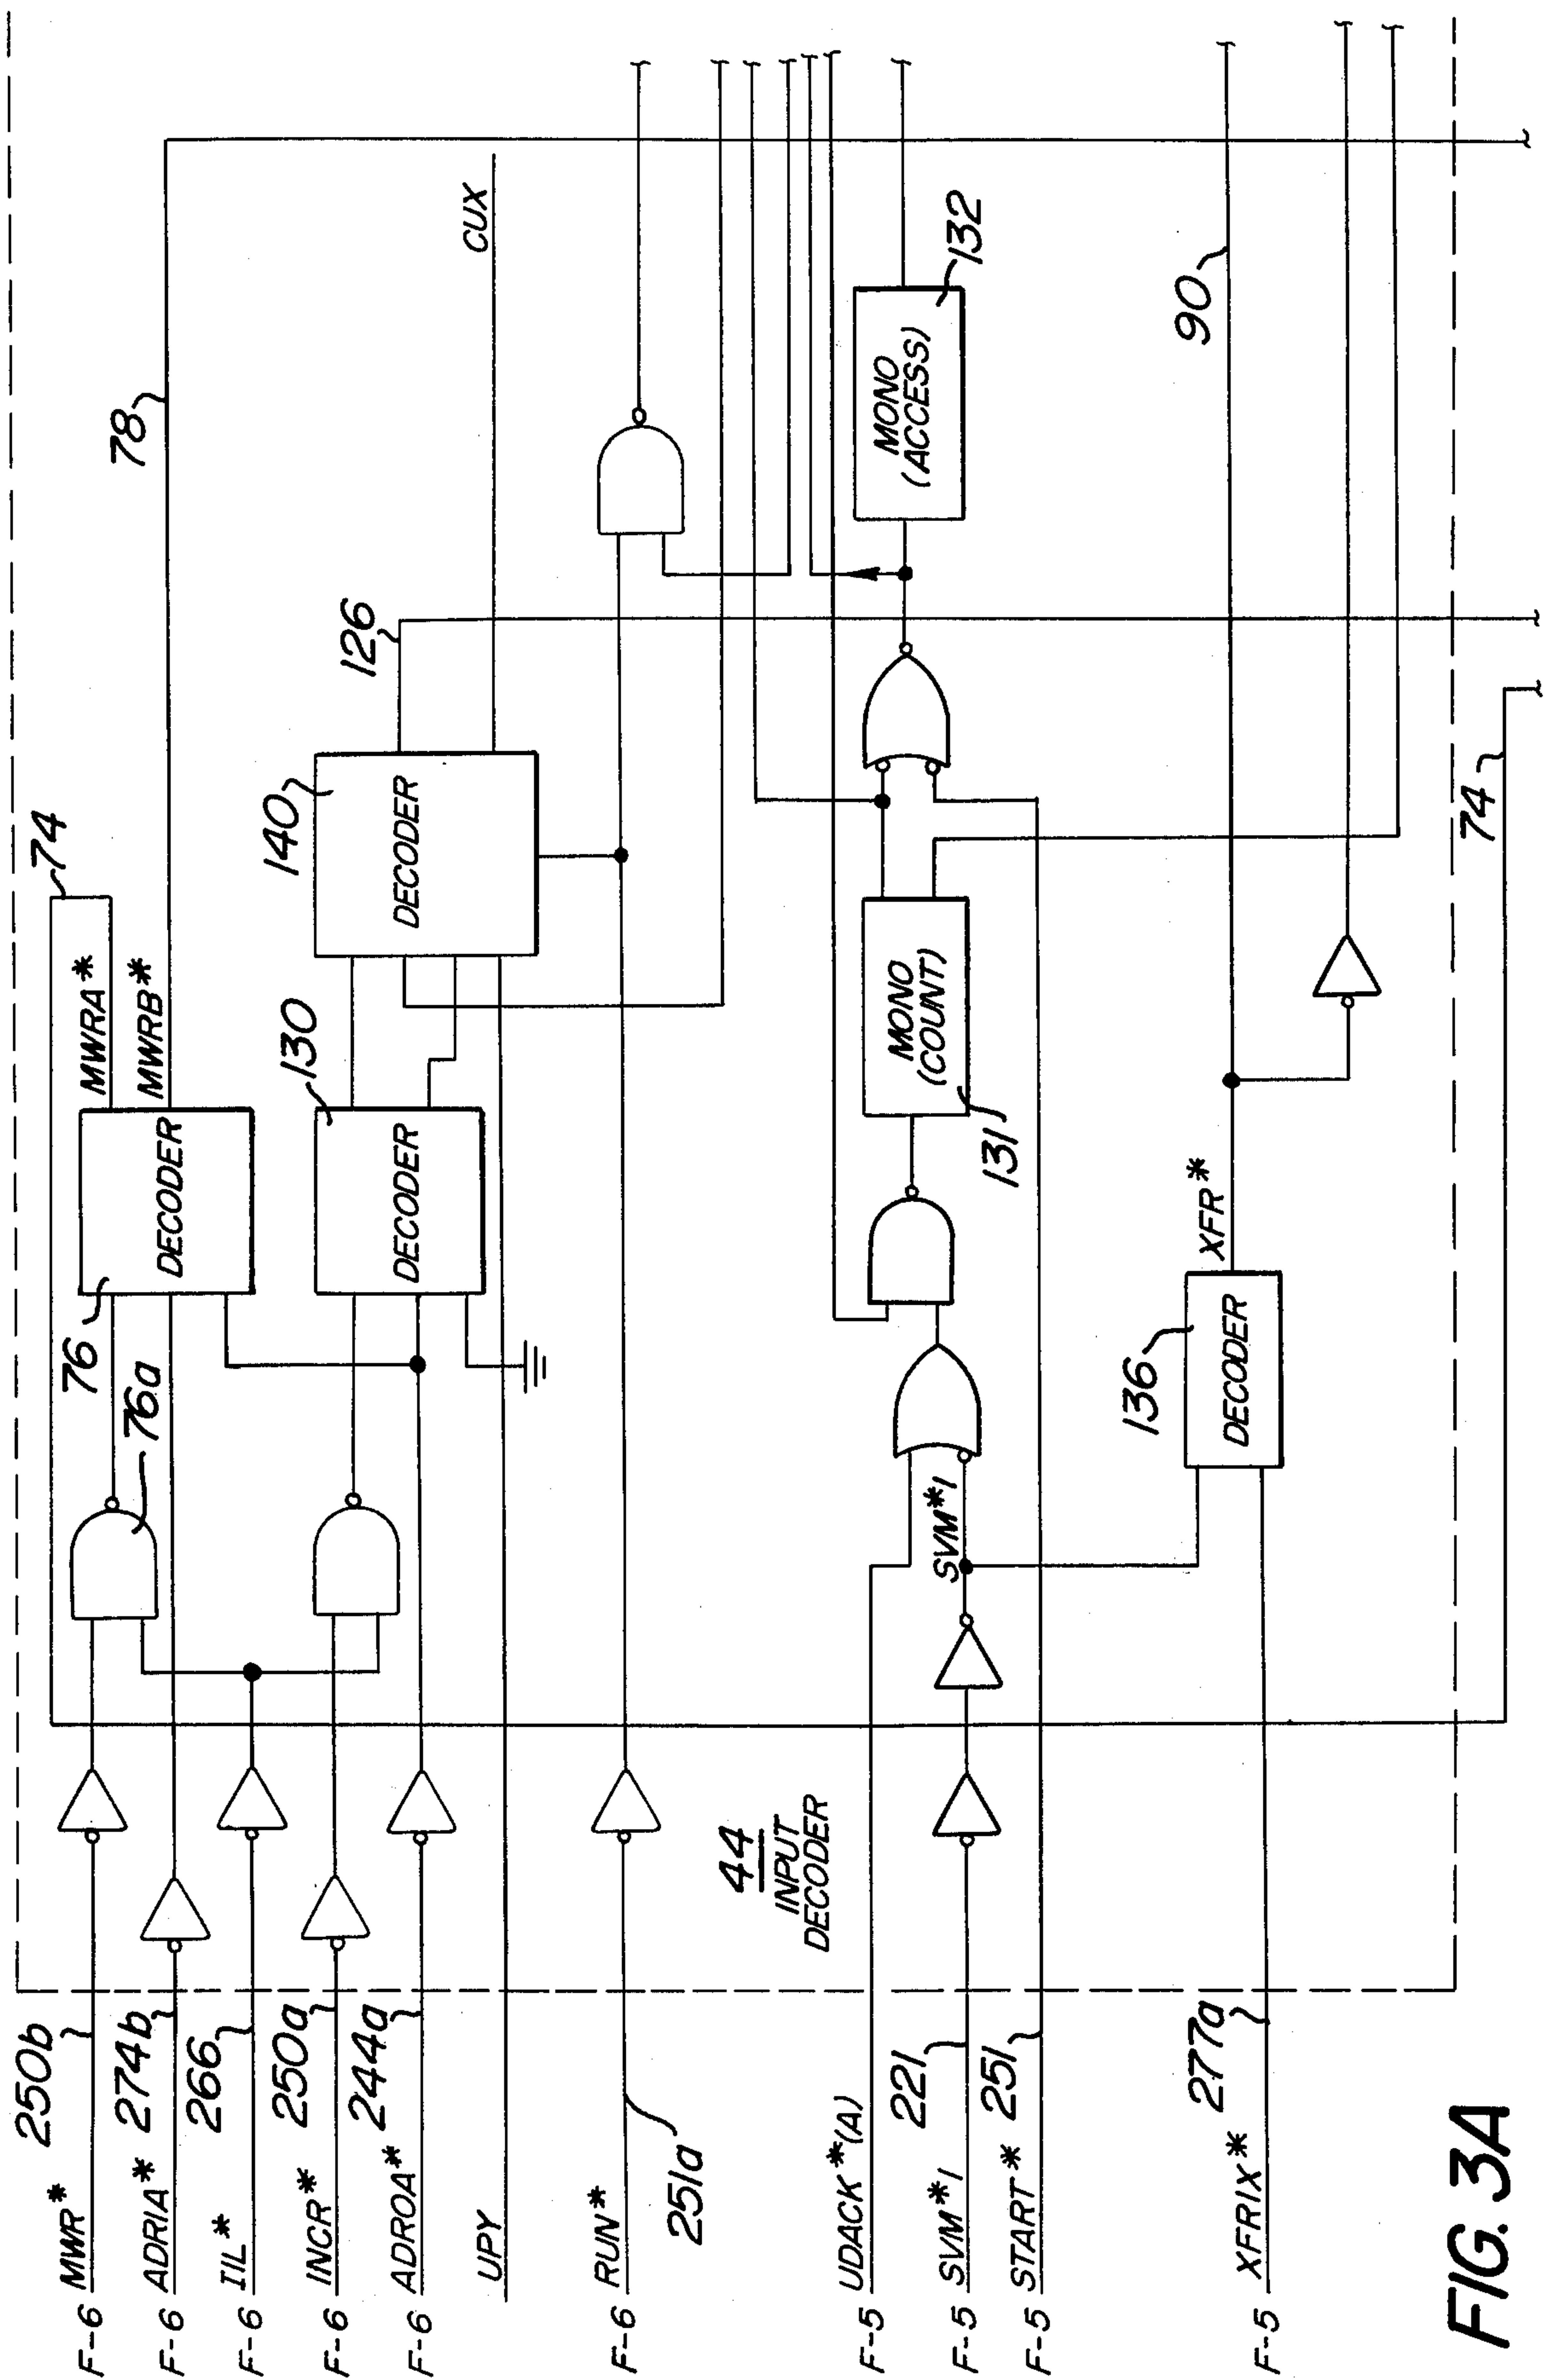 F-6 MWR* 250b
F-6 ADRIA* 274b
F-6 IIL* 266
F-6 INCR* 250a
F-6 ADROA* 244a
UPY
F-6 RUN*
251a
F-5 UDACK*(A)
F-5 SVM*1 221
F-5 START* 251
F-5 XFRIX* 277a
44
INPUT
DECODER
76a
76
DECODER
MWRA*
MWRB*
74
78
130
DECODER
140
DECODER
126
CUX
SVM*1
131
MONO
(COUNT)
MONO
(ACCESS)
132
136
DECODER
XFR*
90
74
FIG. 3A